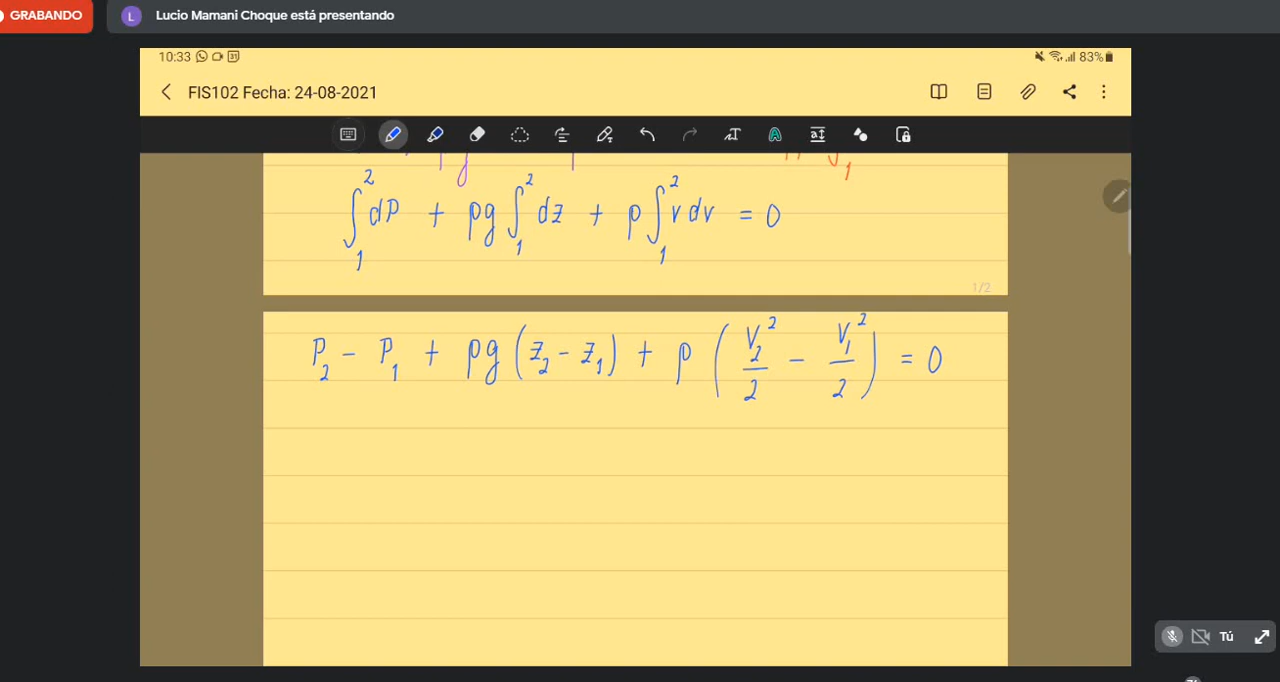 GRABANDO L Lucio Mamani Choque está presentando
10:33 31 83%
FIS102 Fecha: 24-08-2021
∫₁² dP + ρg ∫₁² dz + ρ ∫₁² v dv = 0
1/2
P₂ - P₁ + ρg (z₂ - z₁) + ρ (V₂²/2 - V₁²/2) = 0
Tú